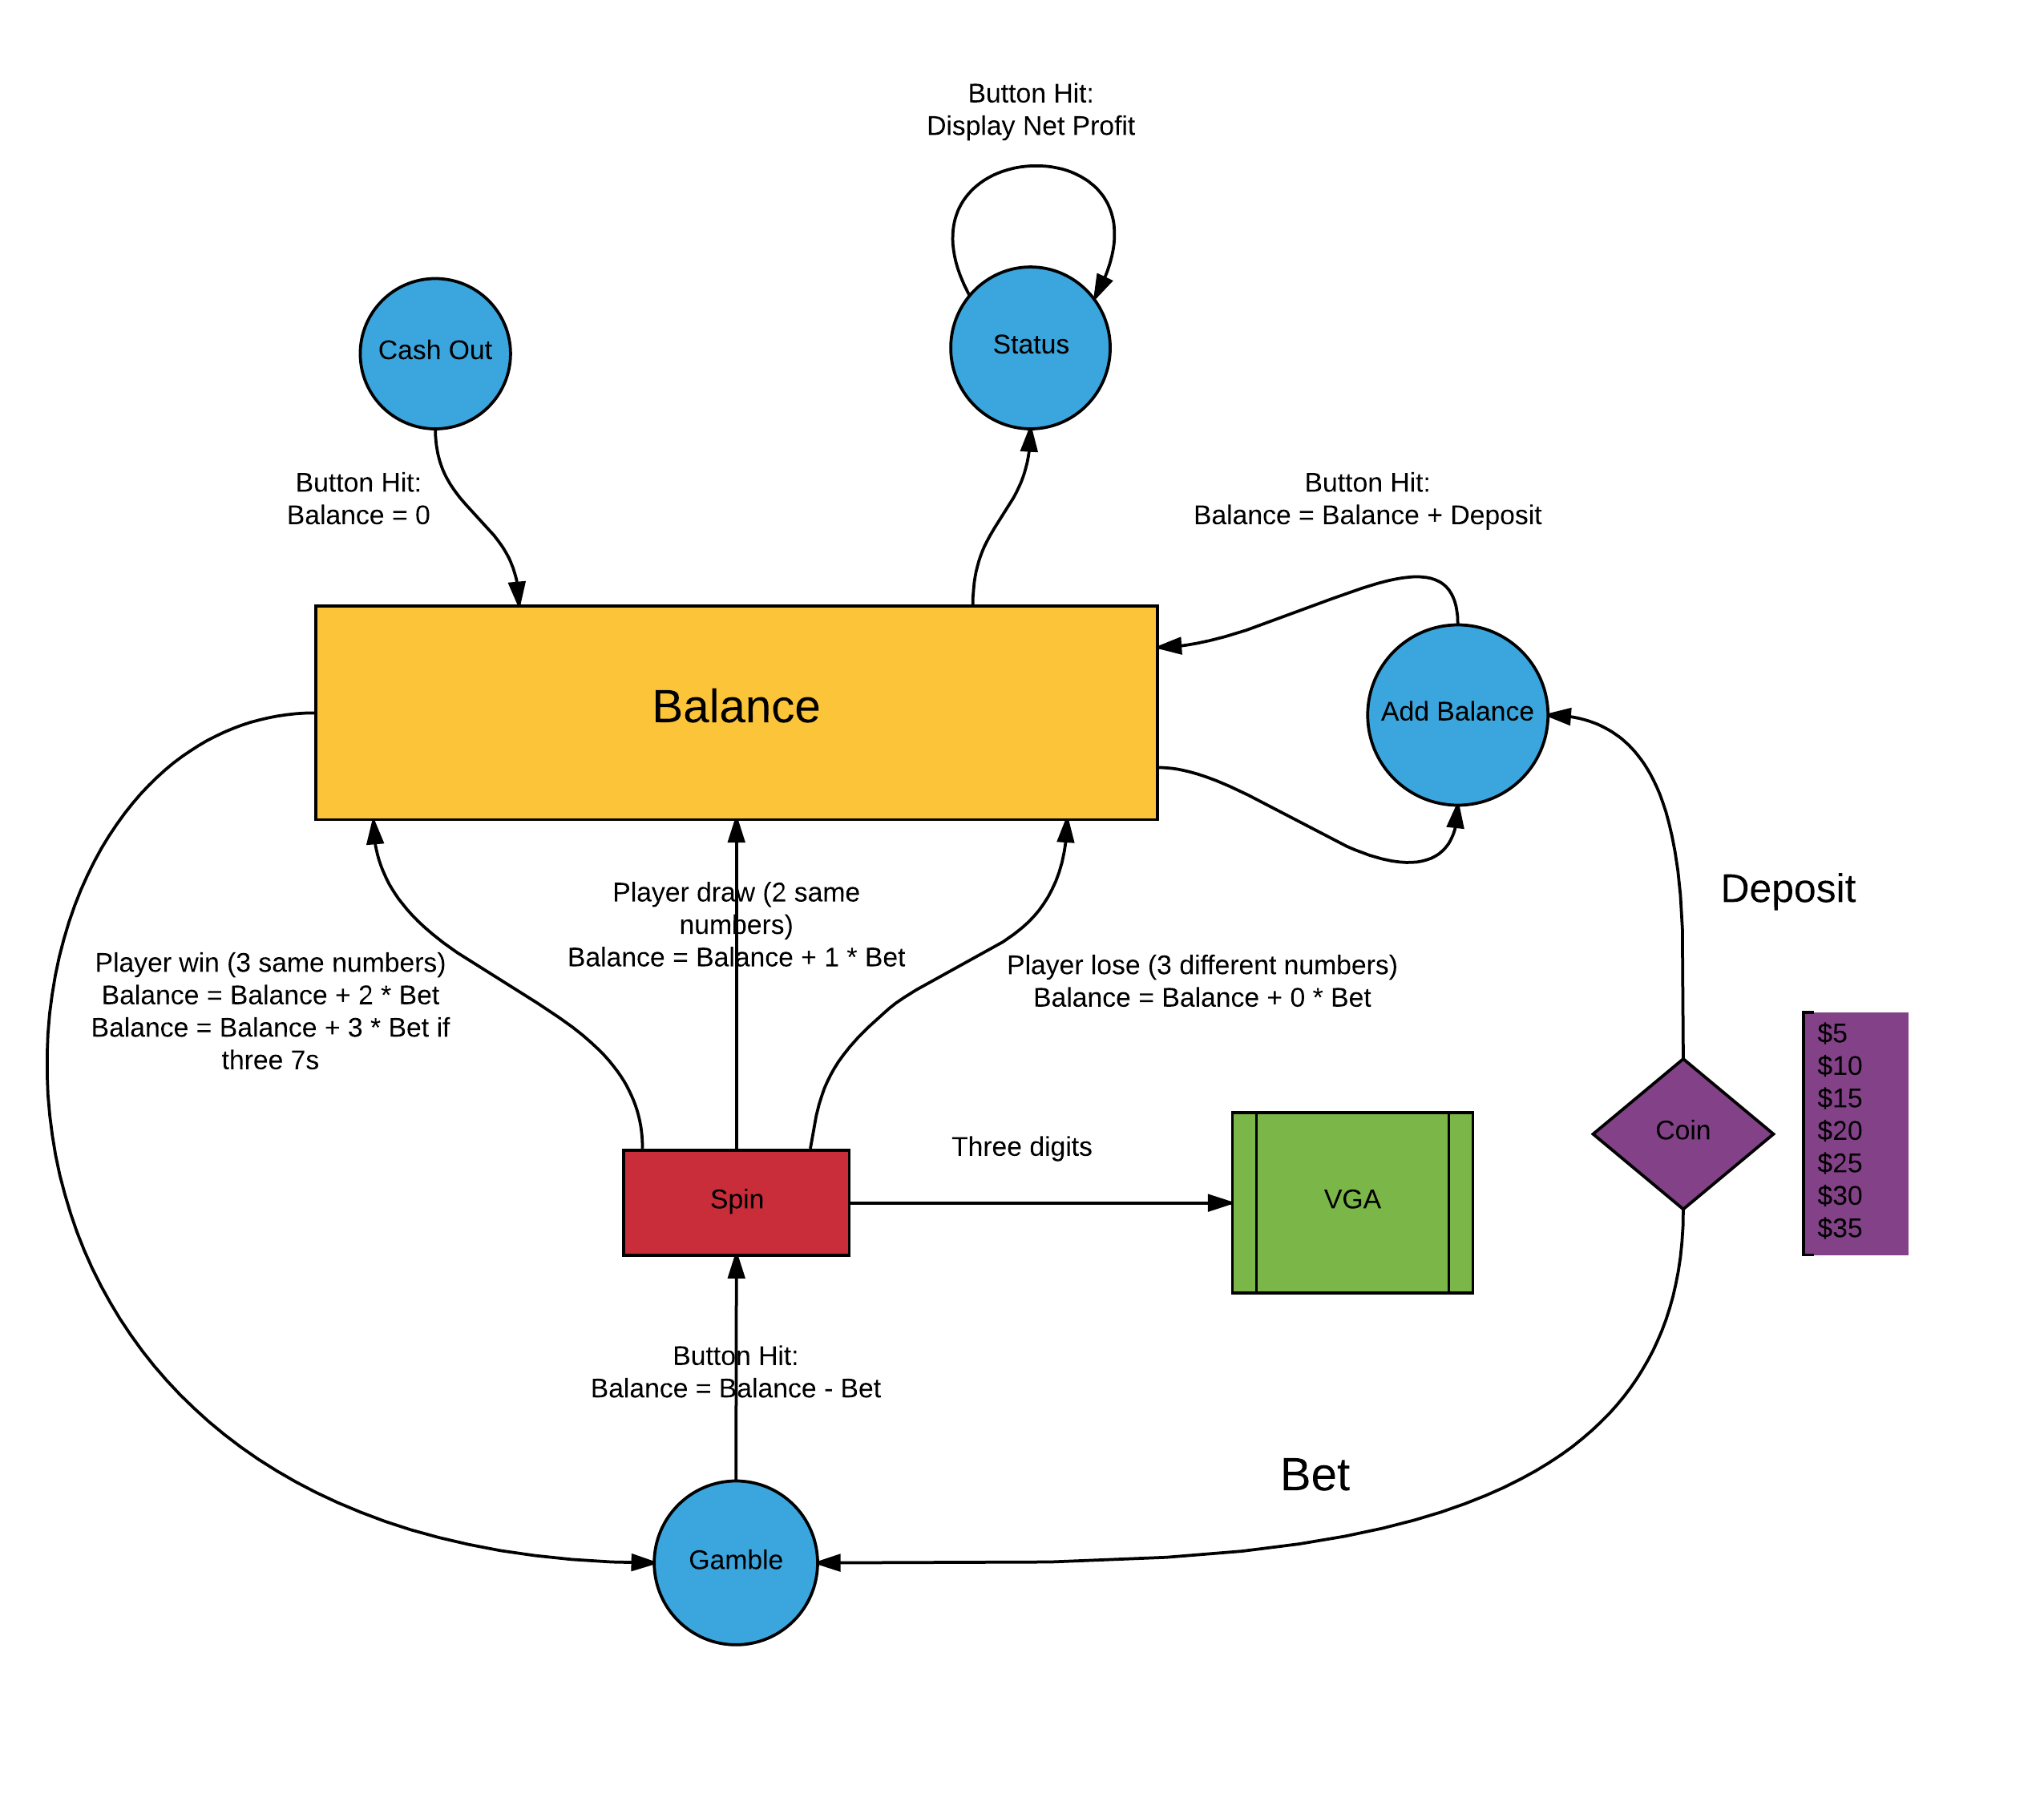 Button Hit:
Display Net Profit
Cash Out
Status
Button Hit:
Balance = 0
Button Hit:
Balance = Balance + Deposit
Balance
Add Balance
Deposit
Player draw (2 same
numbers)
Balance = Balance + 1 * Bet
Player win (3 same numbers)
Balance = Balance + 2 * Bet
Balance = Balance + 3 * Bet if
three 7s
Player lose (3 different numbers)
Balance = Balance + 0 * Bet
$5
$10
$15
$20
$25
$30
$35
Coin
Three digits
Spin
VGA
Button Hit:
Balance = Balance - Bet
Bet
Gamble